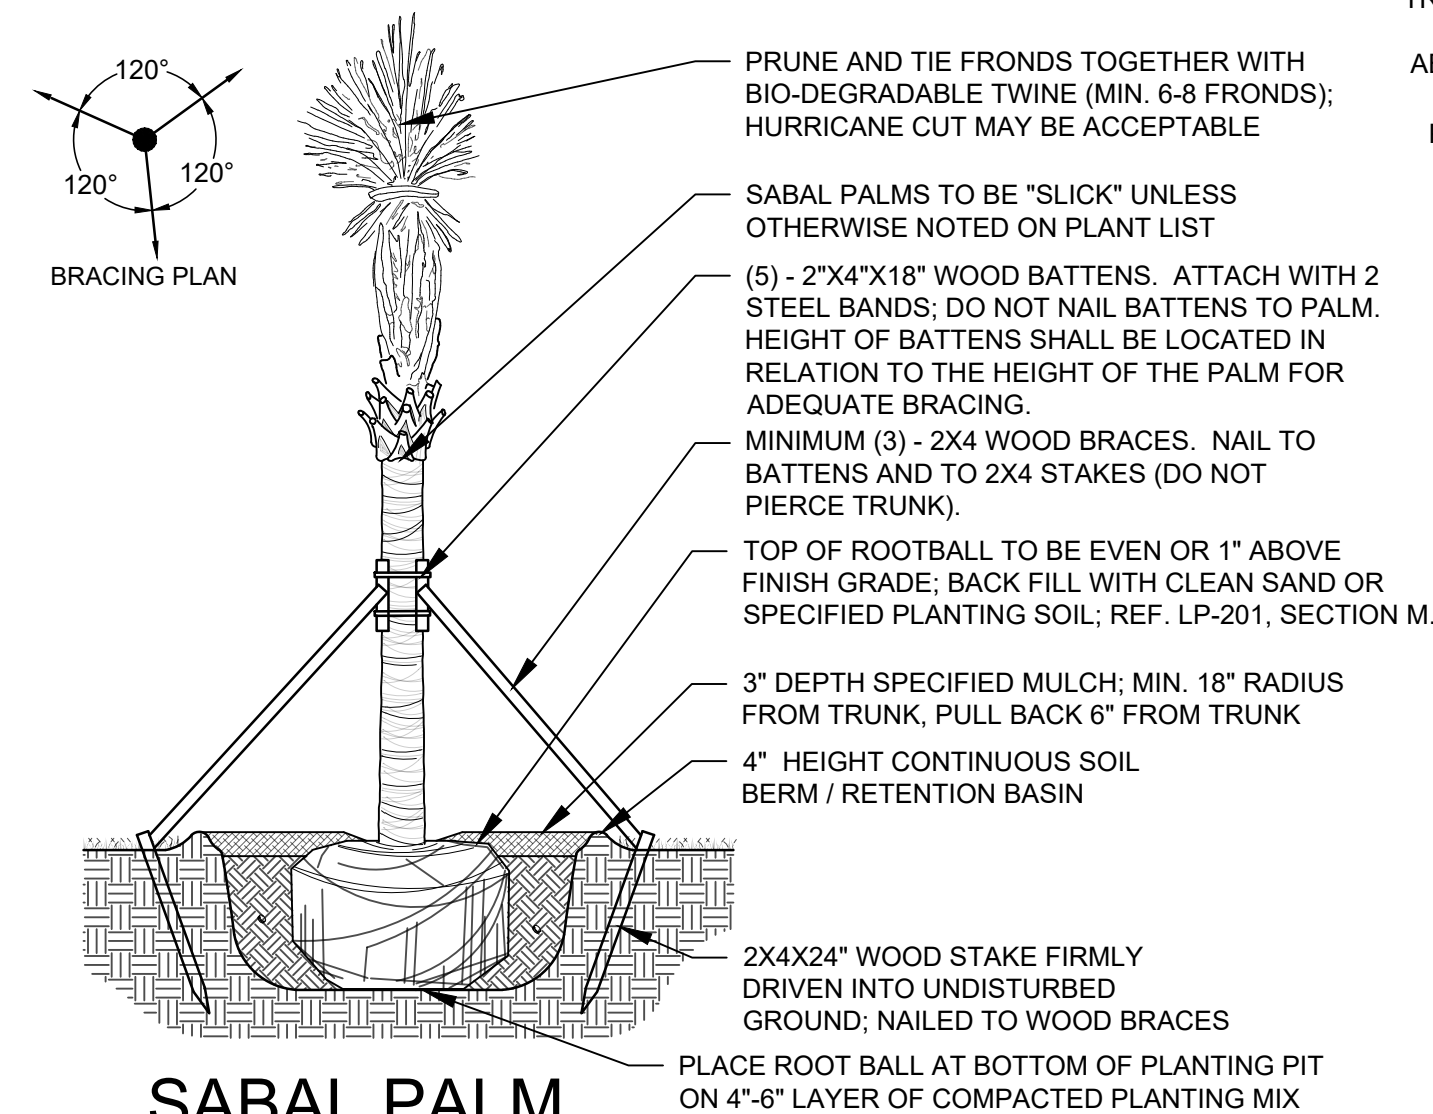 120°
120°
120°
BRACING PLAN
PRUNE AND TIE FRONDS TOGETHER WITH
BIO-DEGRADABLE TWINE (MIN. 6-8 FRONDS);
HURRICANE CUT MAY BE ACCEPTABLE
SABAL PALMS TO BE "SLICK" UNLESS
OTHERWISE NOTED ON PLANT LIST
(5) - 2"X4"X18" WOOD BATTENS.  ATTACH WITH 2
STEEL BANDS; DO NOT NAIL BATTENS TO PALM.
HEIGHT OF BATTENS SHALL BE LOCATED IN
RELATION TO THE HEIGHT OF THE PALM FOR
ADEQUATE BRACING.
MINIMUM (3) - 2X4 WOOD BRACES.  NAIL TO
BATTENS AND TO 2X4 STAKES (DO NOT
PIERCE TRUNK).
TOP OF ROOTBALL TO BE EVEN OR 1" ABOVE
FINISH GRADE; BACK FILL WITH CLEAN SAND OR
SPECIFIED PLANTING SOIL; REF. LP-201, SECTION M.
3" DEPTH SPECIFIED MULCH; MIN. 18" RADIUS
FROM TRUNK, PULL BACK 6" FROM TRUNK
4"  HEIGHT CONTINUOUS SOIL
BERM / RETENTION BASIN
2X4X24" WOOD STAKE FIRMLY
DRIVEN INTO UNDISTURBED
GROUND; NAILED TO WOOD BRACES
PLACE ROOT BALL AT BOTTOM OF PLANTING PIT
ON 4"-6" LAYER OF COMPACTED PLANTING MIX
SABAL PALM